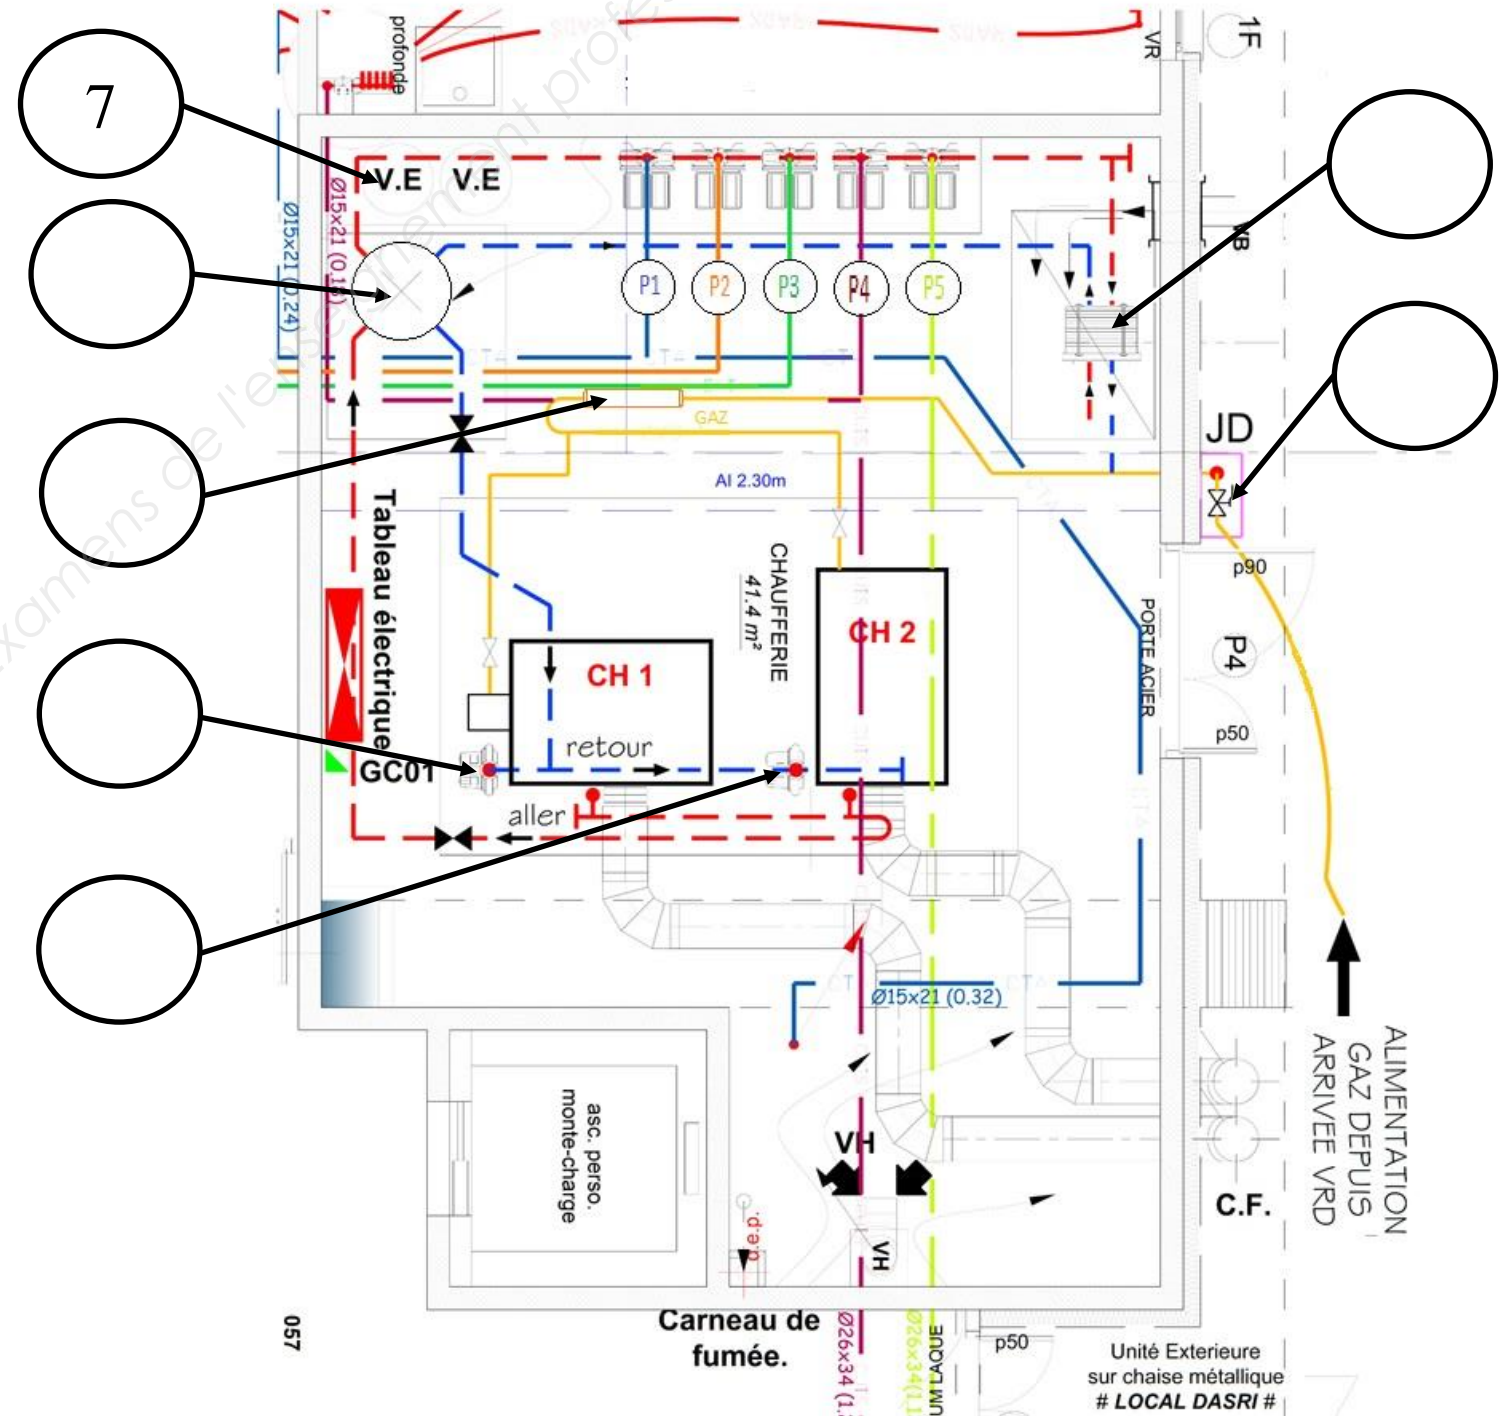 profonde
VR
1F
7
V.E
V.E
Ø15x21 (0.24)
VB
P1
P2
P3
P4
P5
GAZ
AI 2.30m
JD
p90
P4
p50
PORTE ACIER
Tableau électrique
GC01
CHAUFFERIE
41.4 m²
CH 1
CH 2
retour
aller
Ø15x21 (0.32)
ALIMENTATION
GAZ DEPUIS
ARRIVEE VRD
asc. perso.
monte-charge
VH
VH
C.F.
057
Carneau de
fumée.
p50
Unité Exterieure
sur chaise métallique
# LOCAL DASRI #